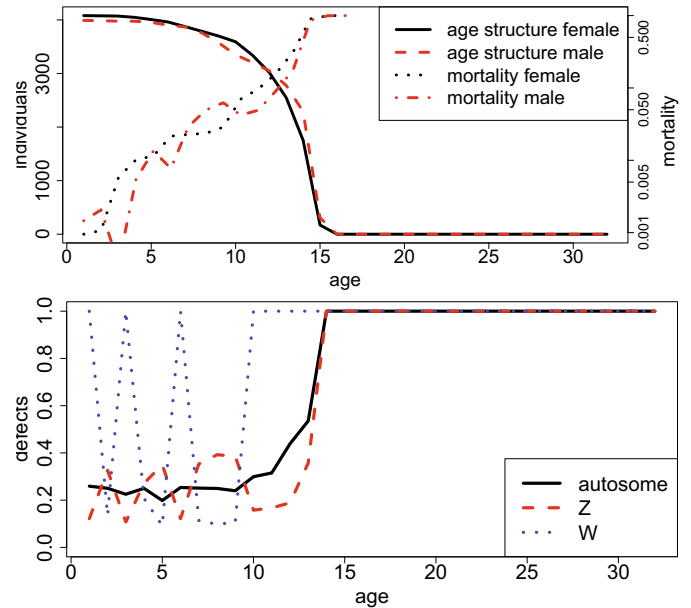 age structure female
age structure male
mortality female
mortality male
individuals
0
1000
4000
mortality
0.500
0.050
0.005
0.001
0 5 10 15 20 25 30
age
defects
1.0
0.8
0.6
0.4
0.2
0.0
autosome
Z
W
0 5 10 15 20 25 30
age